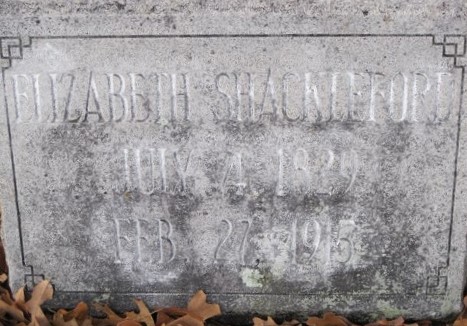 ELIZABETH SHACKLEFORD
JULY 4, 1829
FEB. 27, 1915